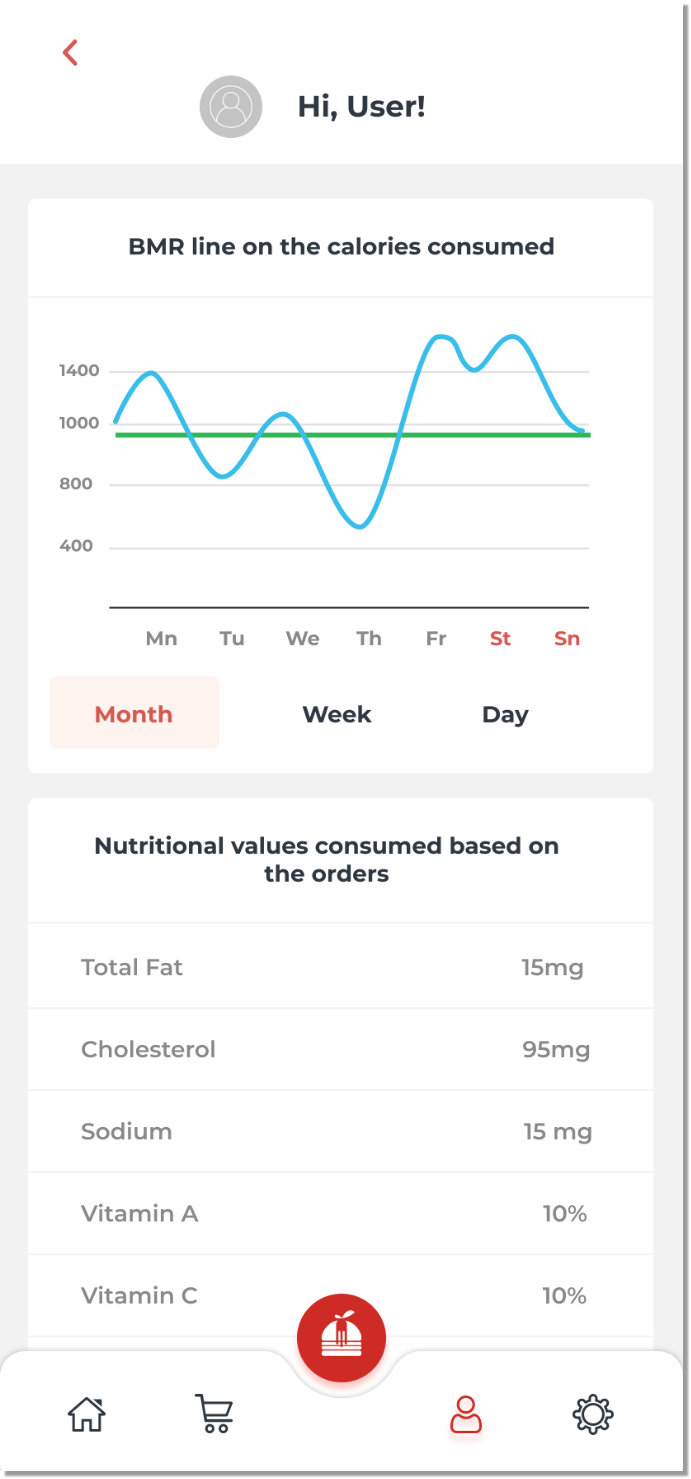 Hi, User!
BMR line on the calories consumed
1400
1000
800
400
Mn Tu We Th Fr St Sn
Month Week Day
Nutritional values consumed based on
the orders
Total Fat 15mg
Cholesterol 95mg
Sodium 15 mg
Vitamin A 10%
Vitamin C 10%